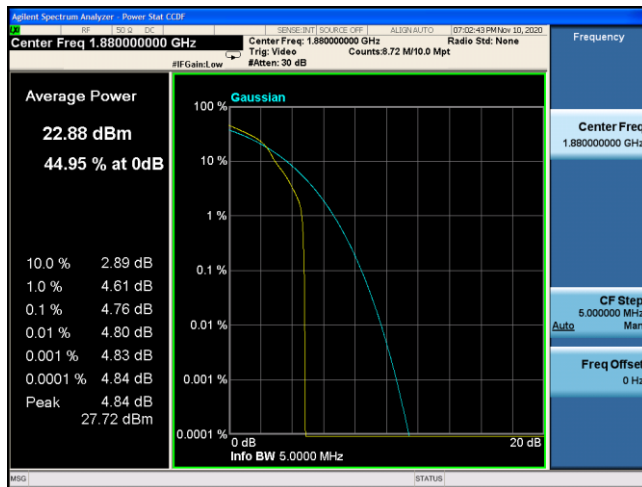 Agilent Spectrum Analyzer - Power Stat CCDF
RF 50 Ω DC SENSE:INT SOURCE OFF ALIGN AUTO 07:02:43 PM Nov 10, 2020
Center Freq 1.880000000 GHz
Center Freq: 1.880000000 GHz Radio Std: None
Trig: Video Counts:8.72 M/10.0 Mpt
#IFGain:Low #Atten: 30 dB
Frequency
Average Power
22.88 dBm
44.95 % at 0dB
10.0 % 2.89 dB
1.0 % 4.61 dB
0.1 % 4.76 dB
0.01 % 4.80 dB
0.001 % 4.83 dB
0.0001 % 4.84 dB
Peak 4.84 dB
27.72 dBm
Gaussian
100 %
10 %
1 %
0.1 %
0.01 %
0.001 %
0.0001 %
0 dB 20 dB
Info BW 5.0000 MHz
Center Freq
1.880000000 GHz
CF Step
5.000000 MHz
Auto Man
Freq Offset
0 Hz
MSG STATUS